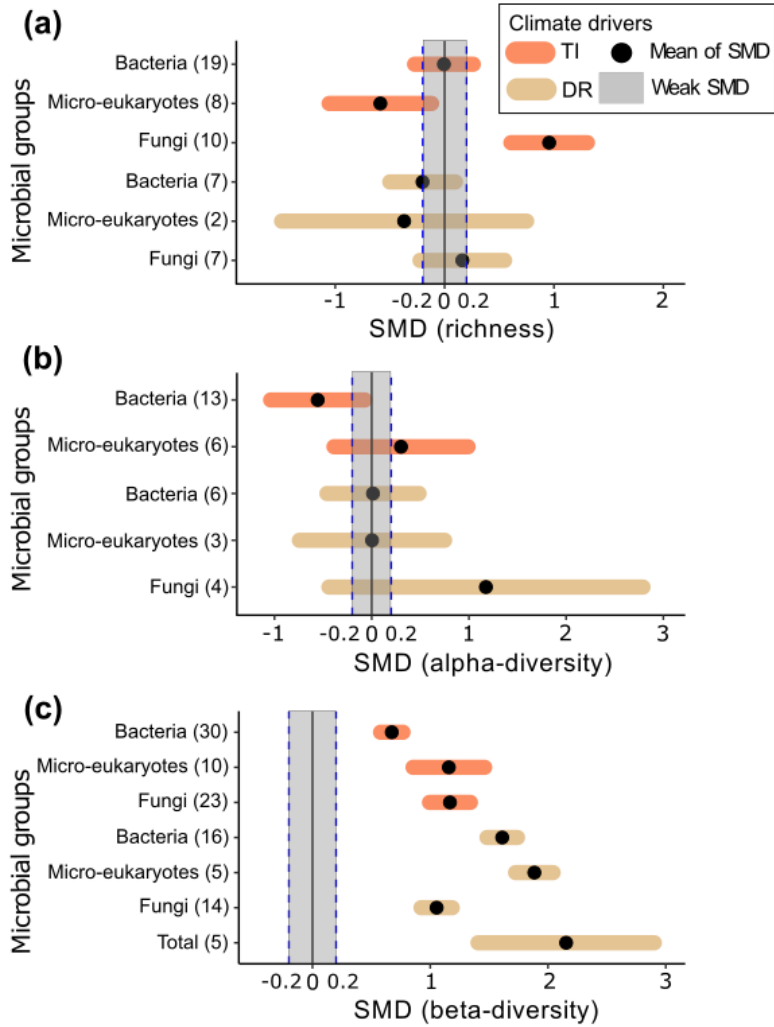 (a)
Climate drivers
TI
Mean of SMD
DR
Weak SMD
Microbial groups
Bacteria (19)
Micro-eukaryotes (8)
Fungi (10)
Bacteria (7)
Micro-eukaryotes (2)
Fungi (7)
-1 -0.2 0 0.2 1 2
SMD (richness)
(b)
Bacteria (13)
Micro-eukaryotes (6)
Bacteria (6)
Micro-eukaryotes (3)
Fungi (4)
-1 -0.2 0 0.2 1 2 3
SMD (alpha-diversity)
(c)
Microbial groups
Bacteria (30)
Micro-eukaryotes (10)
Fungi (23)
Bacteria (16)
Micro-eukaryotes (5)
Fungi (14)
Total (5)
-0.2 0 0.2 1 2 3
SMD (beta-diversity)